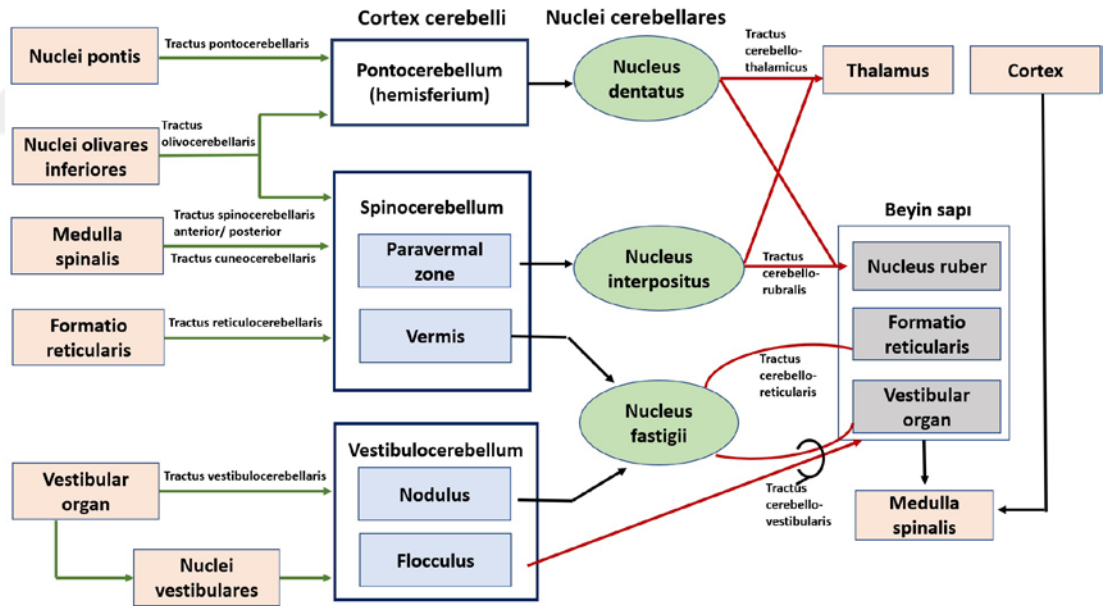 Cortex cerebelli
Nuclei cerebellares
Nuclei pontis
Tractus pontocerebellaris
Pontocerebellum
(hemisferium)
Nucleus
dentatus
Tractus
cerebello-
thalamicus
Thalamus
Cortex
Nuclei olivares
inferiores
Tractus
olivocerebellaris
Medulla
spinalis
Tractus spinocerebellaris
anterior/ posterior
Tractus cuneocerebellaris
Spinocerebellum
Paravermal
zone
Nucleus
interpositus
Tractus
cerebello-
rubralis
Beyin sapı
Nucleus ruber
Formatio
reticularis
Vestibular
organ
Formatio
reticularis
Tractus reticulocerebellaris
Vermis
Nucleus
fastigii
Tractus
cerebello-
reticularis
Vestibular
organ
Tractus vestibulocerebellaris
Vestibulocerebellum
Nodulus
Flocculus
Tractus
cerebello-
vestibularis
Medulla
spinalis
Nuclei
vestibulares